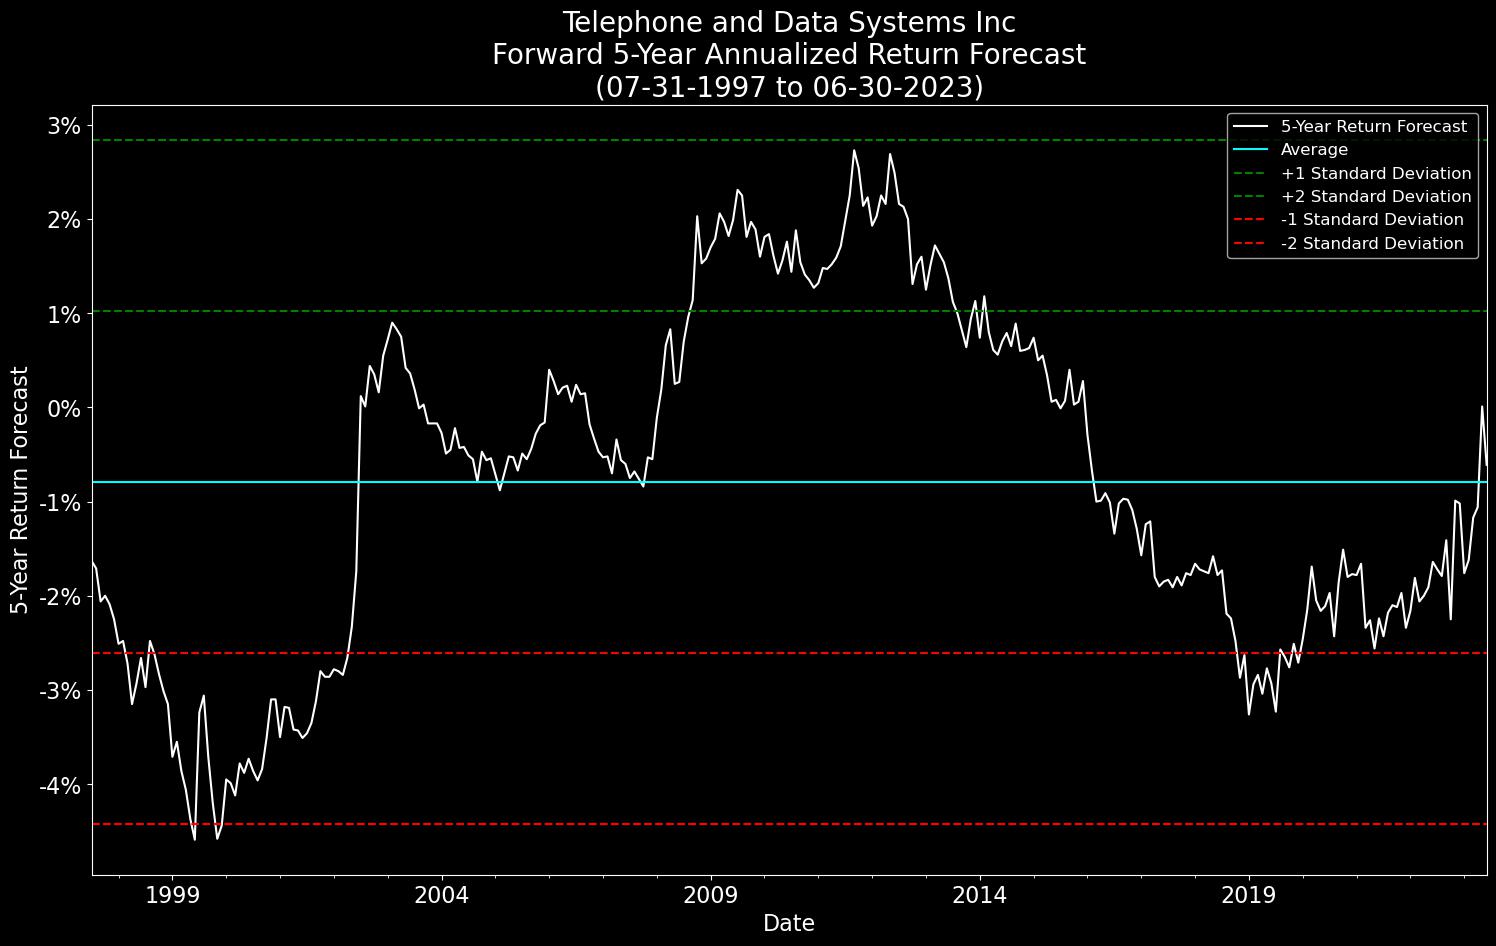 Telephone and Data Systems Inc
Forward 5-Year Annualized Return Forecast
(07-31-1997 to 06-30-2023)
5-Year Return Forecast
Average
+1 Standard Deviation
+2 Standard Deviation
-1 Standard Deviation
-2 Standard Deviation
5-Year Return Forecast
3%
2%
1%
0%
-1%
-2%
-3%
-4%
1999
2004
2009
2014
2019
Date